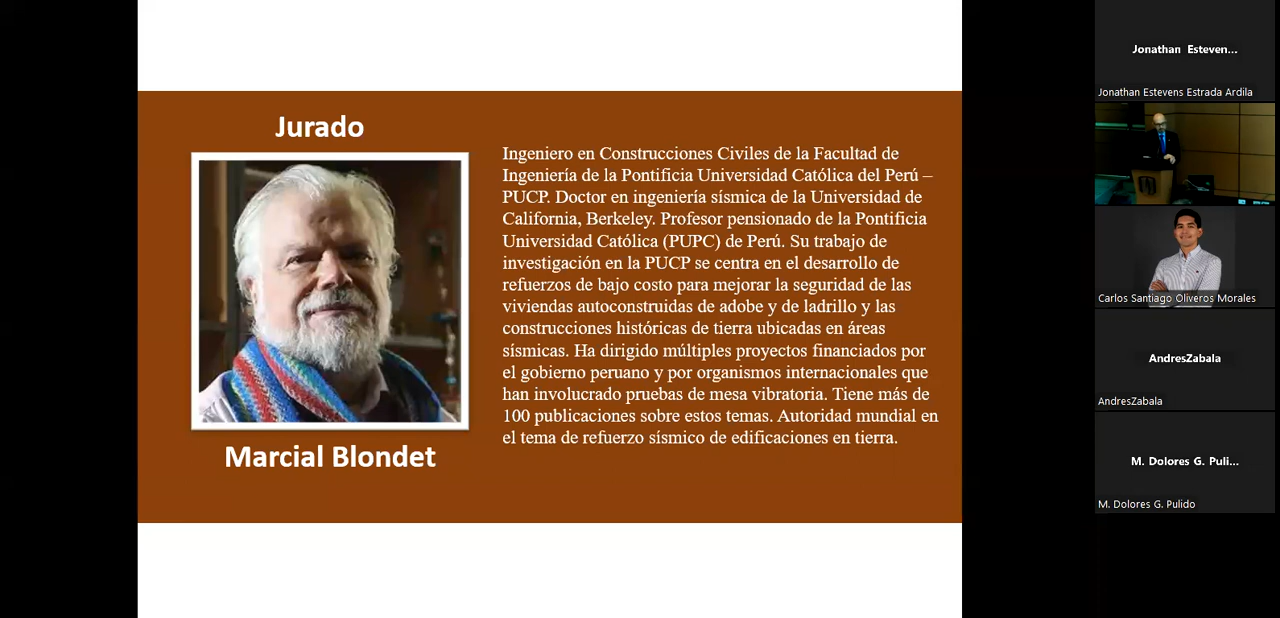 Jurado
Ingeniero en Construcciones Civiles de la Facultad de
Ingeniería de la Pontificia Universidad Católica del Perú –
PUCP. Doctor en ingeniería sísmica de la Universidad de
California, Berkeley. Profesor pensionado de la Pontificia
Universidad Católica (PUPC) de Perú. Su trabajo de
investigación en la PUCP se centra en el desarrollo de
refuerzos de bajo costo para mejorar la seguridad de las
viviendas autoconstruidas de adobe y de ladrillo y las
construcciones históricas de tierra ubicadas en áreas
sísmicas. Ha dirigido múltiples proyectos financiados por
el gobierno peruano y por organismos internacionales que
han involucrado pruebas de mesa vibratoria. Tiene más de
100 publicaciones sobre estos temas. Autoridad mundial en
el tema de refuerzo sísmico de edificaciones en tierra.
Marcial Blondet
Jonathan Esteven...
Jonathan Estevens Estrada Ardila
Carlos Santiago Oliveros Morales
AndresZabala
AndresZabala
M. Dolores G. Puli...
M. Dolores G. Pulido